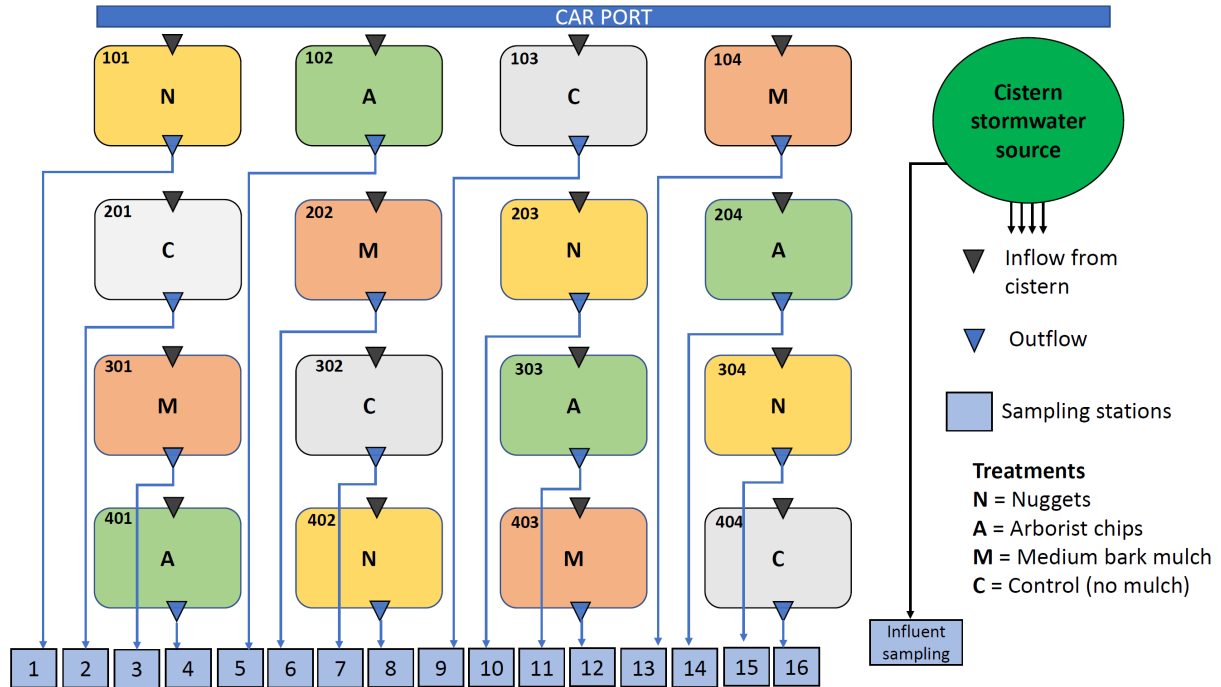 CAR PORT
101
N
102
A
103
C
104
M
Cistern
stormwater
source
201
C
202
M
203
N
204
A
Inflow from
cistern
Outflow
301
M
302
C
303
A
304
N
Sampling stations
Treatments
N = Nuggets
A = Arborist chips
M = Medium bark mulch
C = Control (no mulch)
401
A
402
N
403
M
404
C
1
2
3
4
5
6
7
8
9
10
11
12
13
14
15
16
Influent
sampling